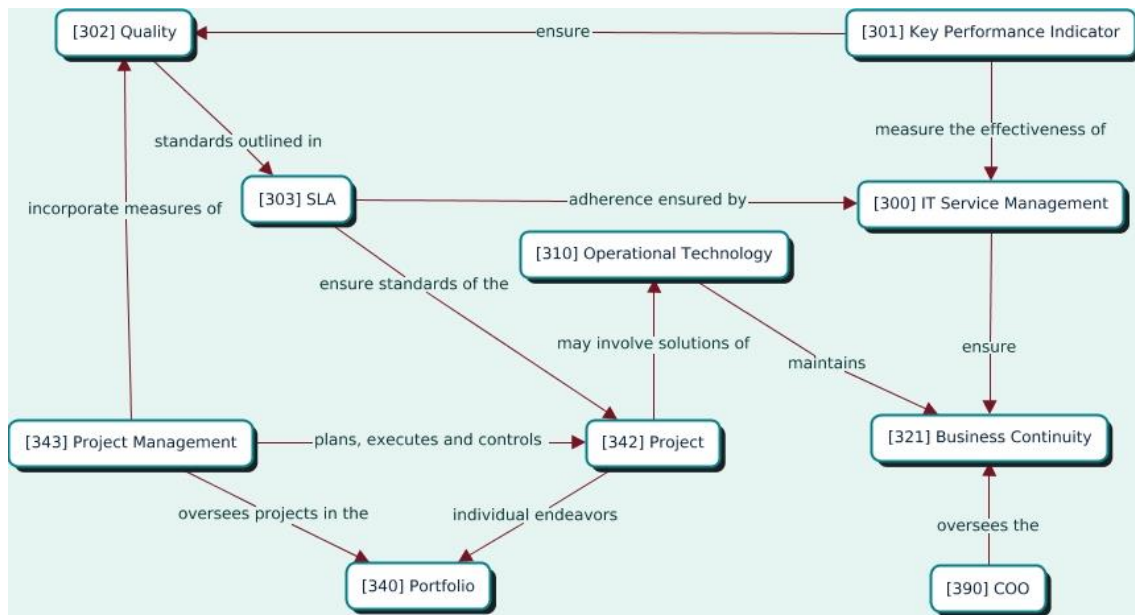 [302] Quality
ensure
[301] Key Performance Indicator
standards outlined in
measure the effectiveness of
incorporate measures of
[303] SLA
adherence ensured by
[300] IT Service Management
[310] Operational Technology
ensure standards of the
may involve solutions of
maintains
ensure
[343] Project Management
plans, executes and controls
[342] Project
[321] Business Continuity
oversees projects in the
individual endeavors
oversees the
[340] Portfolio
[390] COO